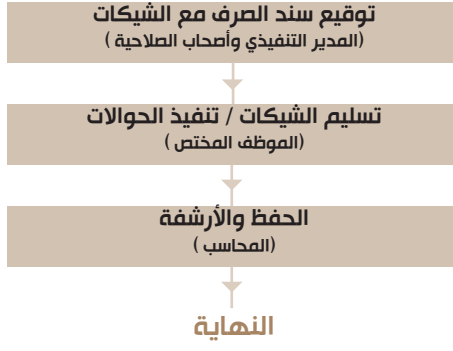 توقيع سند الصرف مع الشيكات
(المدير التنفيذي وأصحاب الصلاحية )
تسليم الشيكات / تنفيذ الحوالات
(الموظف المختص )
الحفظ والأرشفة
(المحاسب )
النهاية